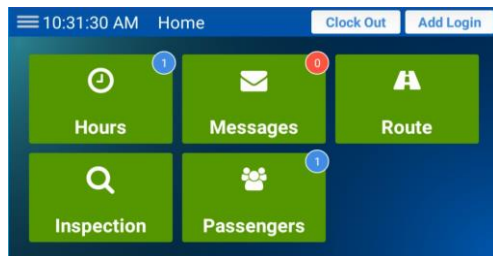 10:31:30 AM Home Clock Out Add Login
1 0
Hours Messages Route
1
Inspection Passengers